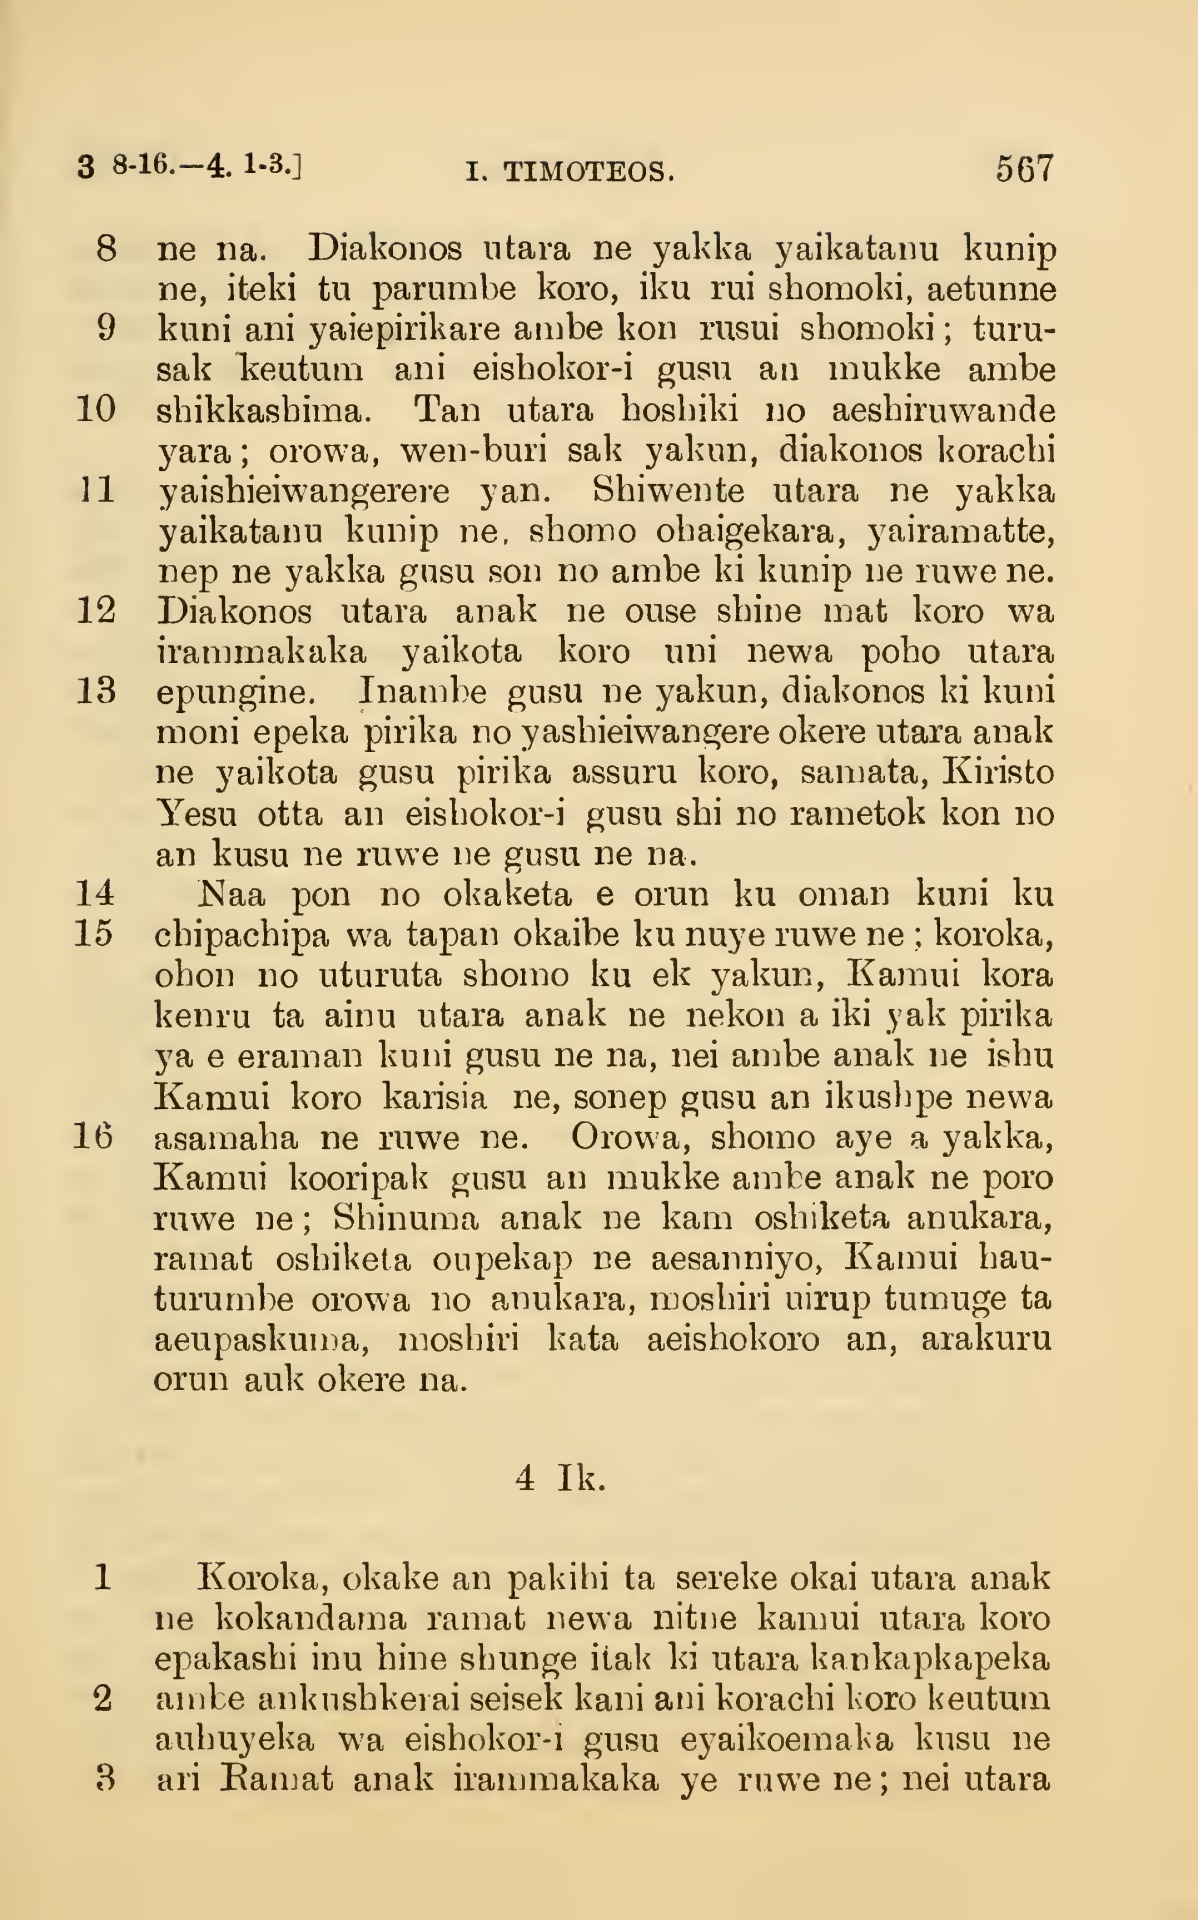 3 8-16.—4. 1-3.] I. TIMOTEOS. 567
8 ne na. Diakonos utara ne yakka yaikatanu kunip
ne, iteki tu parumbe koro, iku rui shomoki, aetunne
9 kuni ani yaiepirikare ambe kon rusui shomoki; turu-
sak keutum ani eishokor-i gusu an mukke ambe
10 shikkashima. Tan utara hoshiki no aeshiruwande
yara; orowa, wen-buri sak yakun, diakonos korachi
11 yaishieiwangerere yan. Shiwente utara ne yakka
yaikatanu kunip ne, shomo ohaigekara, yairamatte,
nep ne yakka gusu son no ambe ki kunip ne ruwe ne.
12 Diakonos utara anak ne ouse shine mat koro wa
irammakaka yaikota koro uni newa poho utara
13 epungine. Inambe gusu ne yakun, diakonos ki kuni
moni epeka pirika no yashieiwangere okere utara anak
ne yaikota gusu pirika assuru koro, samata, Kiristo
Yesu otta an eishokor-i gusu shi no rametok kon no
an kusu ne ruwe ne gusu ne na.
14 Naa pon no okaketa e orun ku oman kuni ku
15 chipachipa wa tapan okaibe ku nuye ruwe ne; koroka,
ohon no uturuta shomo ku ek yakun, Kamui kora
kenru ta ainu utara anak ne nekon a iki yak pirika
ya e eraman kuni gusu ne na, nei ambe anak ne ishu
Kamui koro karisia ne, sonep gusu an ikushpe newa
16 asamaha ne ruwe ne. Orowa, shomo aye a yakka,
Kamui kooripak gusu an mukke ambe anak ne poro
ruwe ne; Shinuma anak ne kam oshiketa anukara,
ramat oshiketa oupekap ne aesanniyo, Kamui hau-
turumbe orowa no anukara, moshiri uirup tumuge ta
aeupaskuma, moshiri kata aeishokoro an, arakuru
orun auk okere na.
4 Ik.
1 Koroka, okake an pakihi ta sereke okai utara anak
ne kokandama ramat newa nitne kamui utara koro
epakashi inu hine shunge itak ki utara kankapkapeka
2 ambe ankushkerai seisek kani ani korachi koro keutum
auhuyeka wa eishokor-i gusu eyaikoemaka kusu ne
3 ari Ramat anak irammakaka ye ruwe ne; nei utara